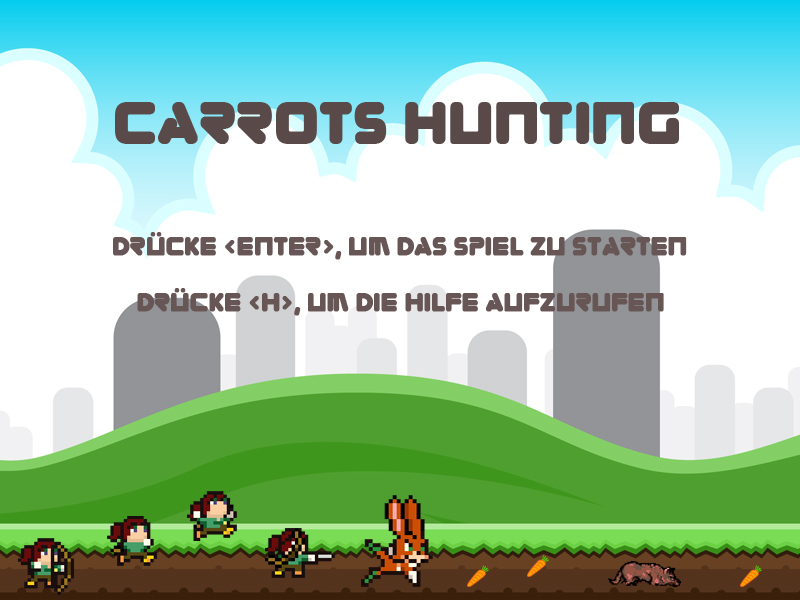 CARROTS HUNTING
DRÜCKE <ENTER>, UM DAS SPIEL ZU STARTEN
DRÜCKE <H>, UM DIE HILFE AUFZURUFEN